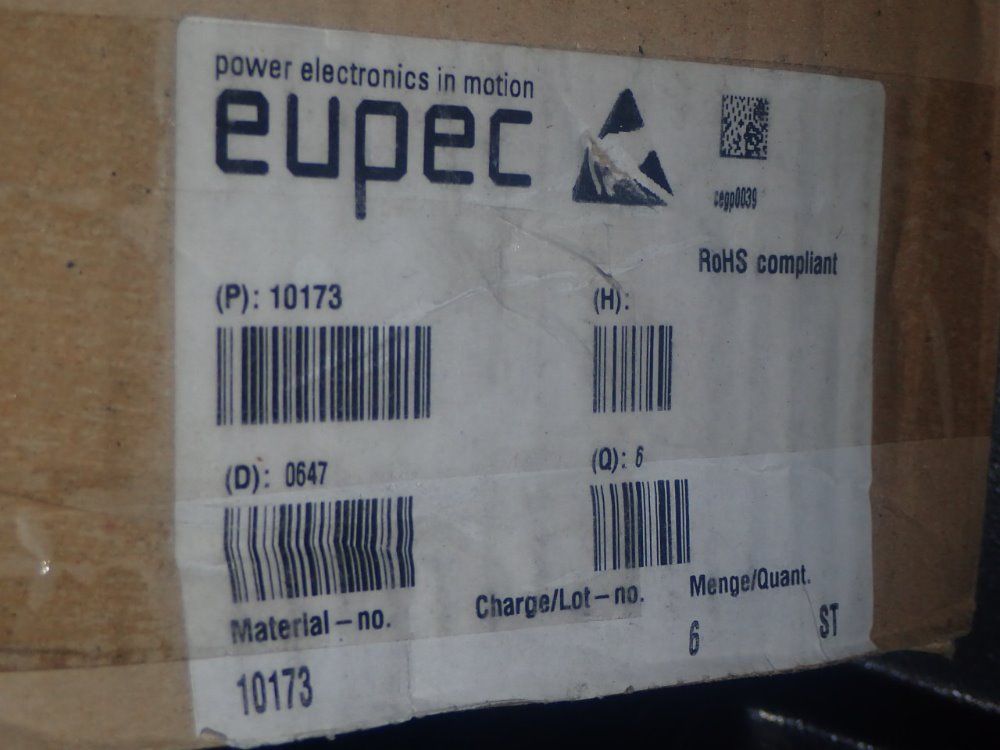 power electronics in motion
eupec
cegp0039
RoHS compliant
(P): 10173
(H):
(D): 0647
(Q): 6
Material – no.
Charge/Lot – no.
Menge/Quant.
10173
6
ST